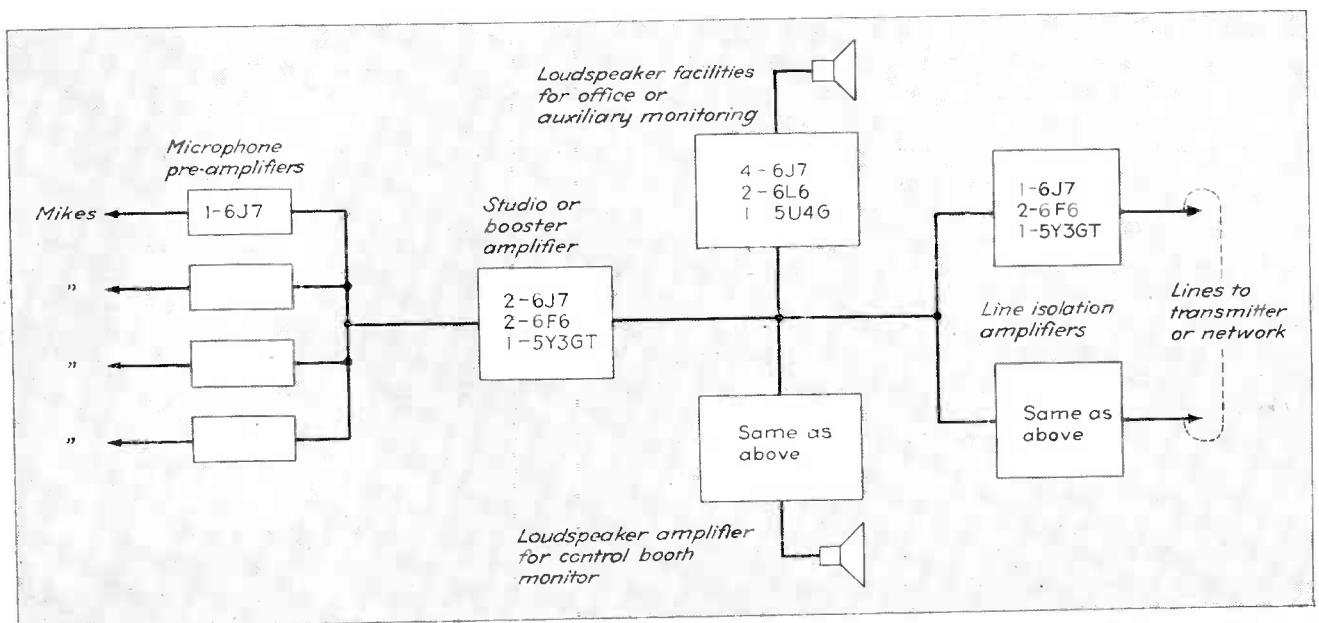 Loudspeaker facilities
for office or
auxiliary monitoring
Microphone
pre-amplifiers
Mikes
1-6J7
"
"
"
Studio or
booster
amplifier
2-6J7
2-6F6
1-5Y3GT
4-6J7
2-6L6
1 5U4G
Same as
above
Loudspeaker amplifier
for control booth
monitor
1-6J7
2-6F6
1-5Y3GT
Line isolation
amplifiers
Same as
above
Lines to
transmitter
or network